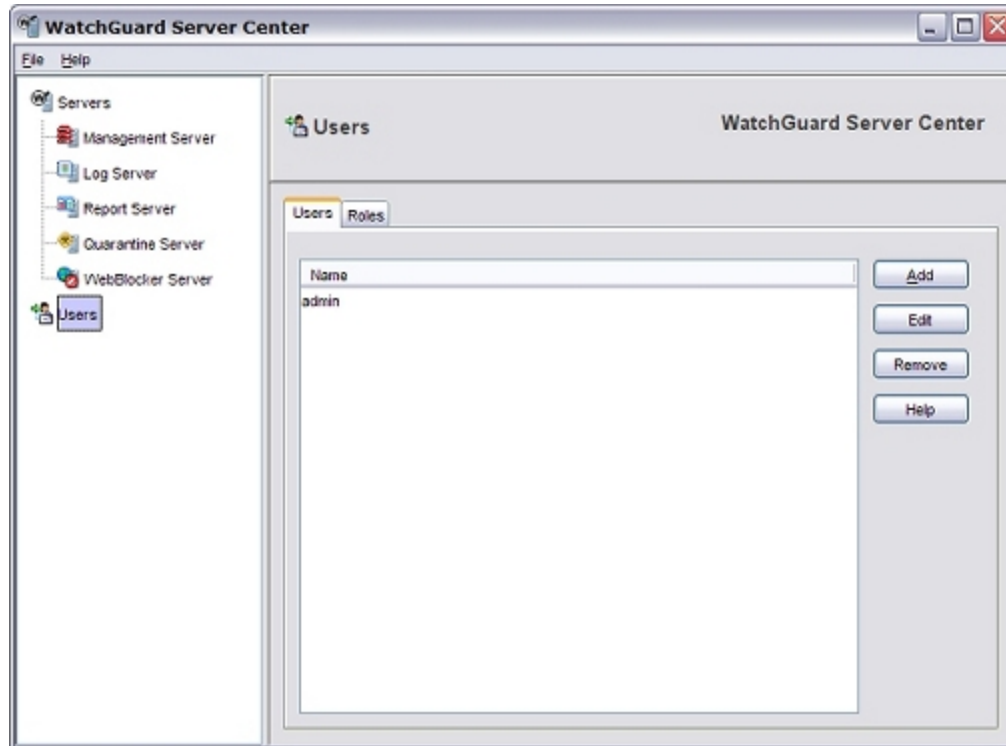 WatchGuard Server Center
File Help
Servers
Management Server
Log Server
Report Server
Quarantine Server
WebBlocker Server
Users
Users
WatchGuard Server Center
Users Roles
Name
admin
Add
Edit
Remove
Help